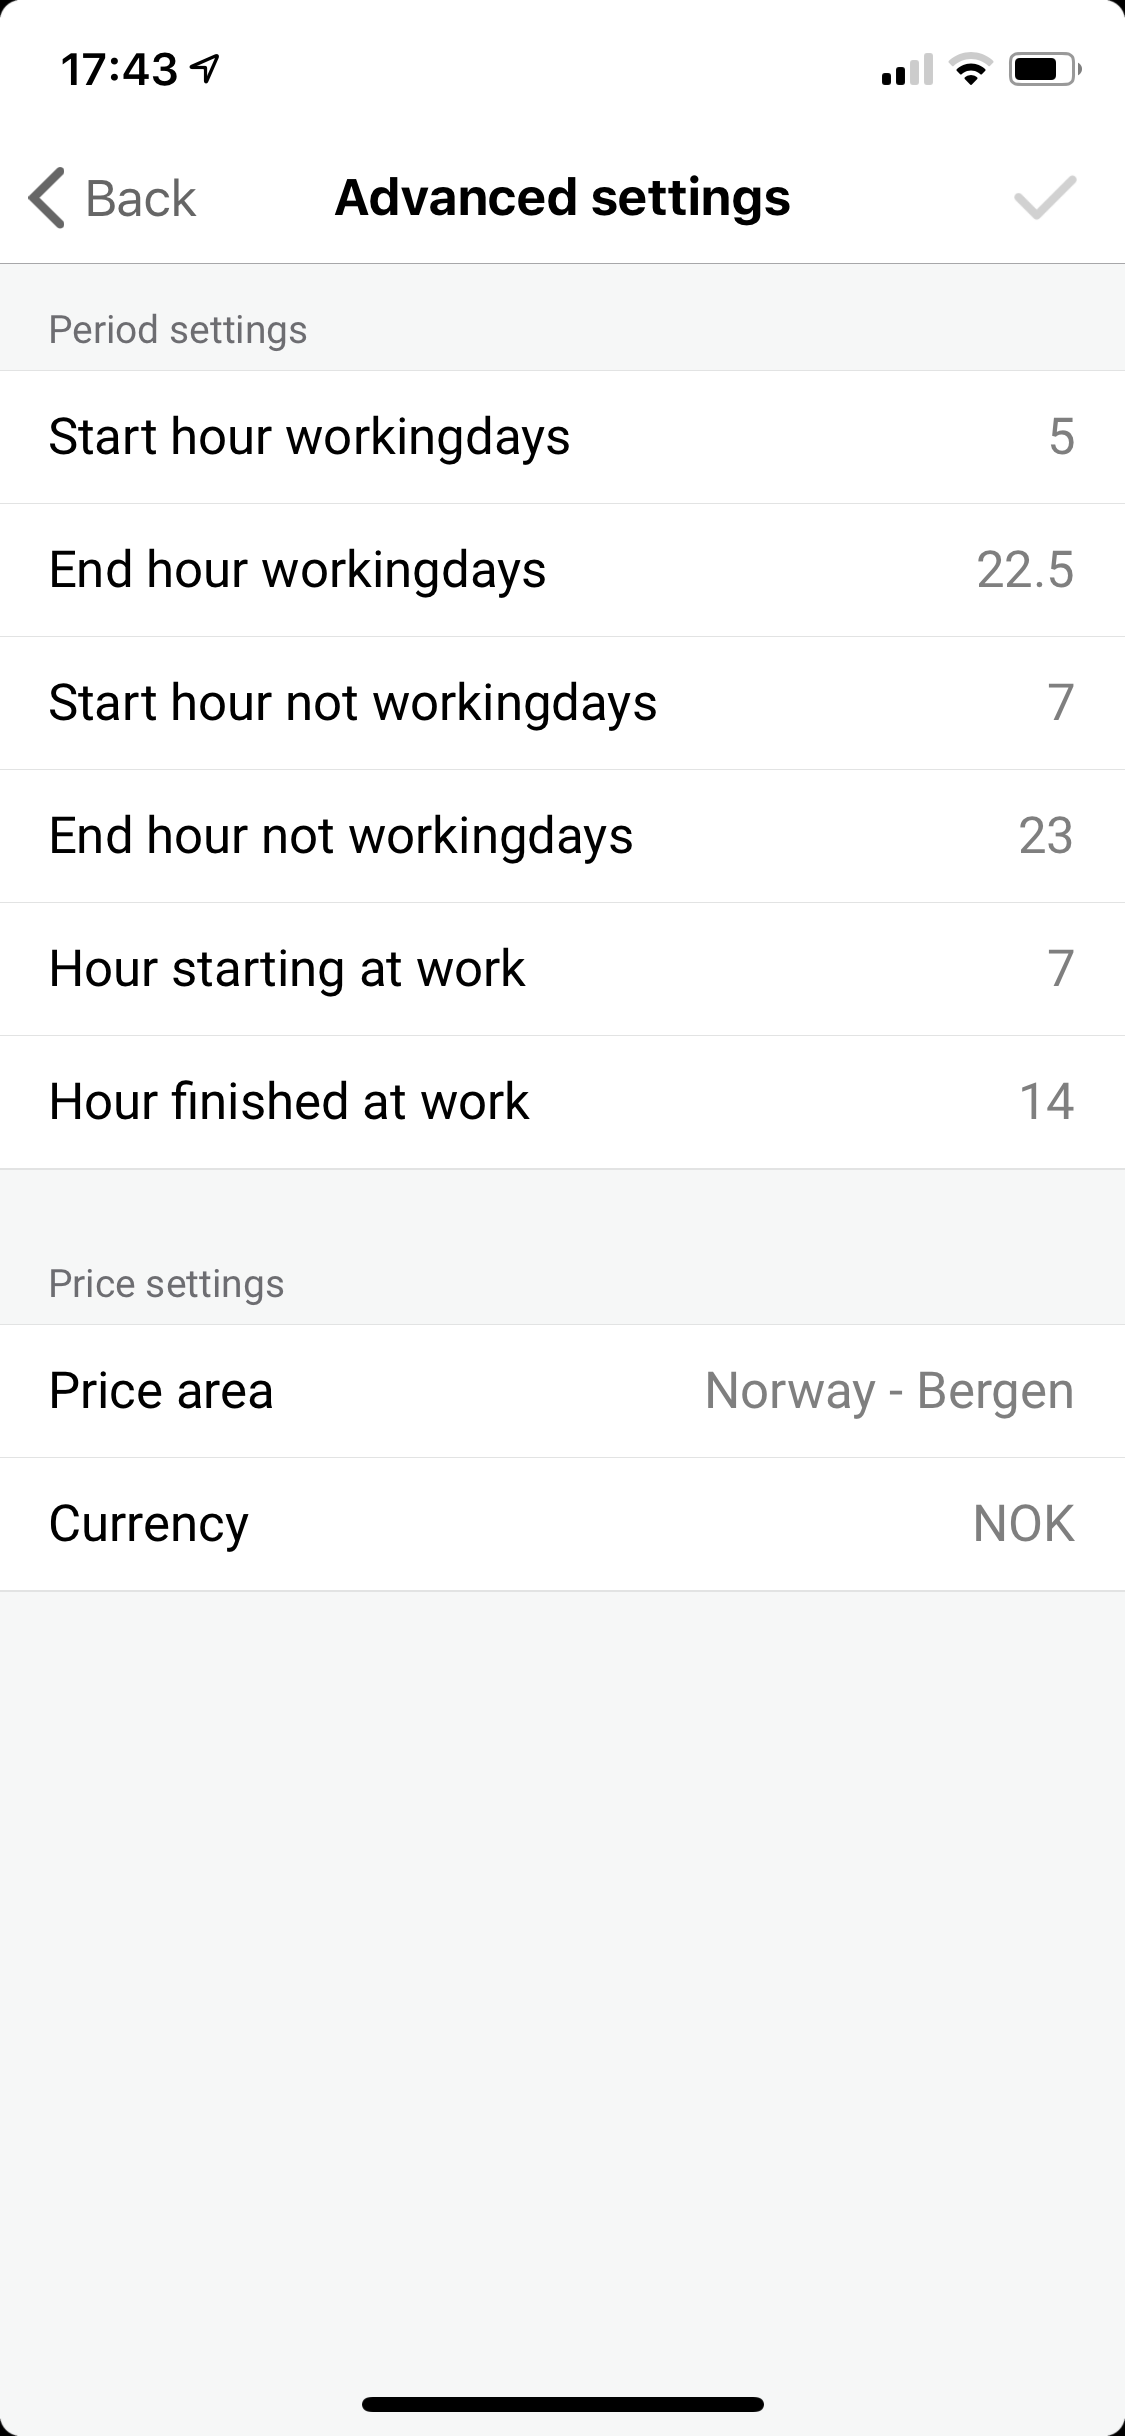 17:43
Back
Advanced settings
Period settings
Start hour workingdays 5
End hour workingdays 22.5
Start hour not workingdays 7
End hour not workingdays 23
Hour starting at work 7
Hour finished at work 14
Price settings
Price area Norway - Bergen
Currency NOK